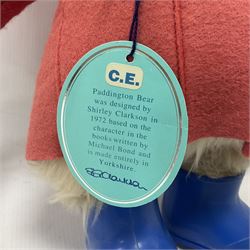 C.E.
Paddington Bear
was designed by
Shirley Clarkson in
1972 based on the
character in the
books written by
Michael Bond and
is made entirely in
Yorkshire.